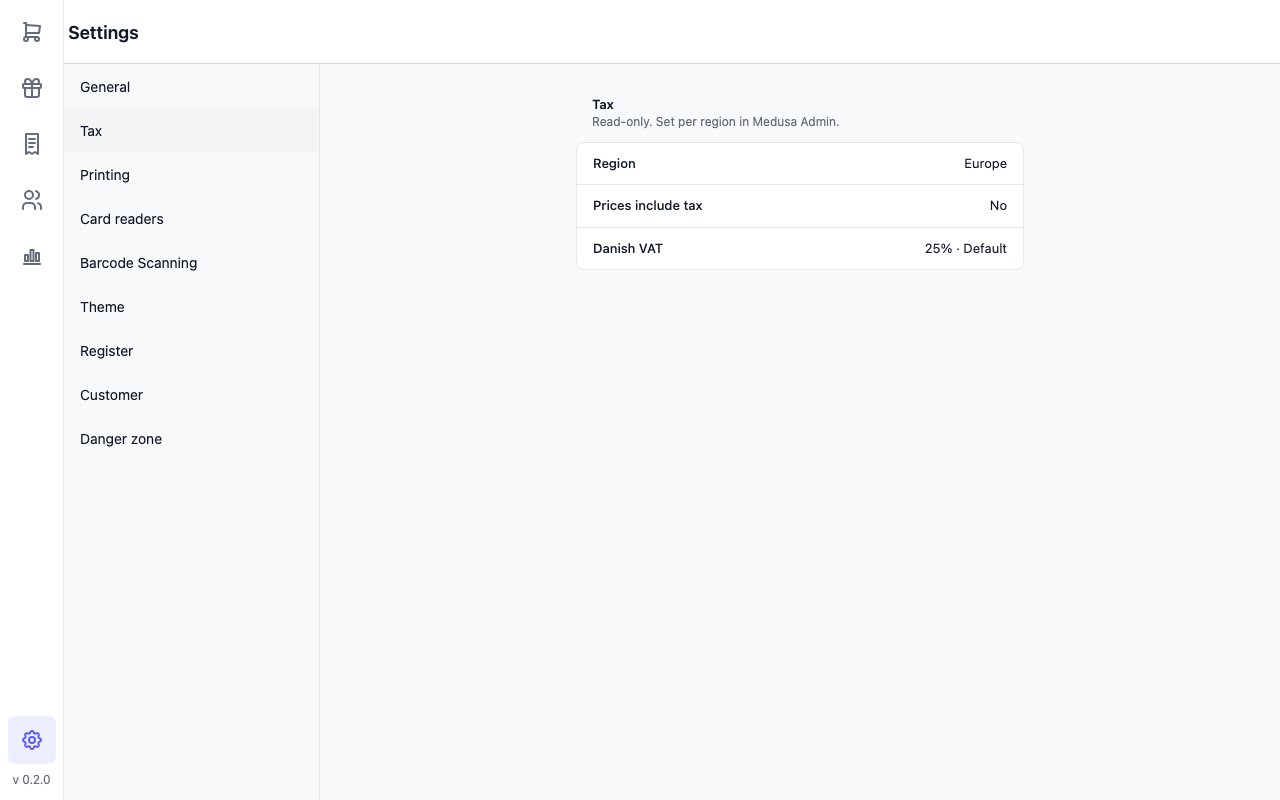 Settings
General
Tax
Printing
Card readers
Barcode Scanning
Theme
Register
Customer
Danger zone
v 0.2.0
Tax
Read-only. Set per region in Medusa Admin.
Region Europe
Prices include tax No
Danish VAT 25% · Default